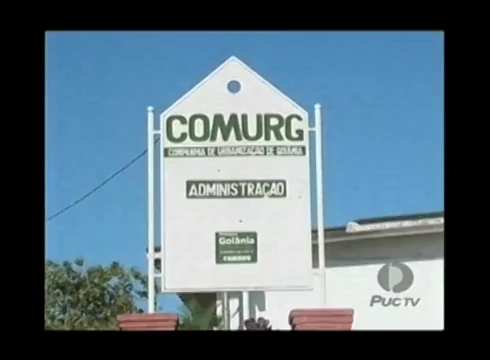 COMURG
COMPANHIA DE URBANIZAÇÃO DE GOIÂNIA
ADMINISTRAÇÃO
Goiânia
PUC TV